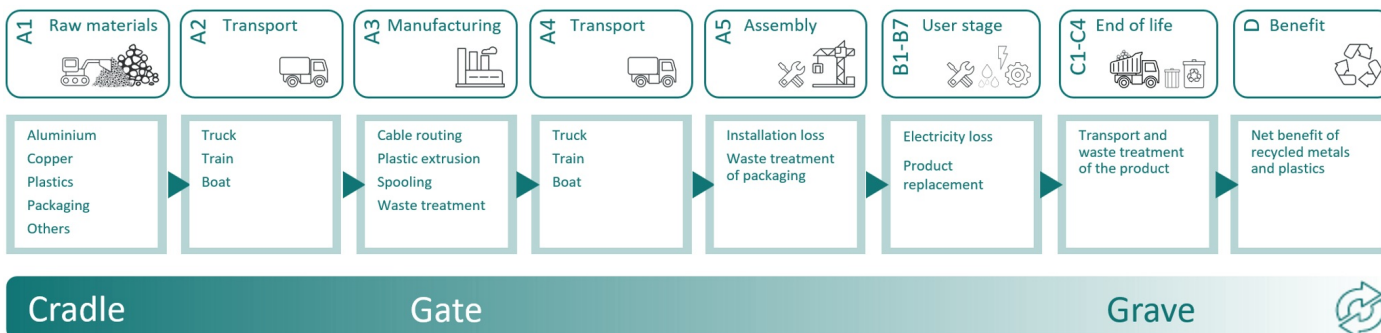 A1 Raw materials
A2 Transport
A3 Manufacturing
A4 Transport
A5 Assembly
B1-B7 User stage
C1-C4 End of life
D Benefit
Aluminium
Copper
Plastics
Packaging
Others
Truck
Train
Boat
Cable routing
Plastic extrusion
Spooling
Waste treatment
Truck
Train
Boat
Installation loss
Waste treatment
of packaging
Electricity loss
Product
replacement
Transport and
waste treatment
of the product
Net benefit of
recycled metals
and plastics
Cradle
Gate
Grave